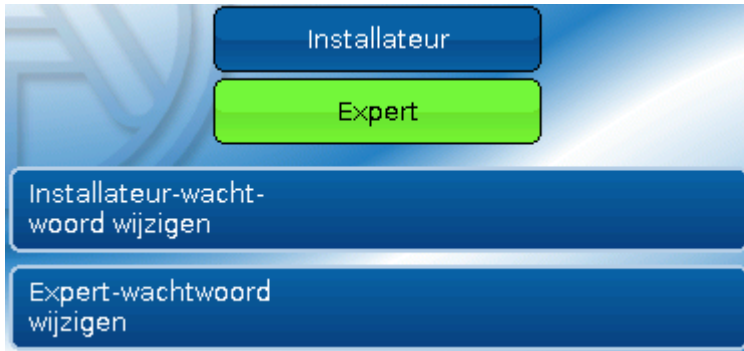 Installateur
Expert
Installateur-wacht-
woord wijzigen
Expert-wachtwoord
wijzigen